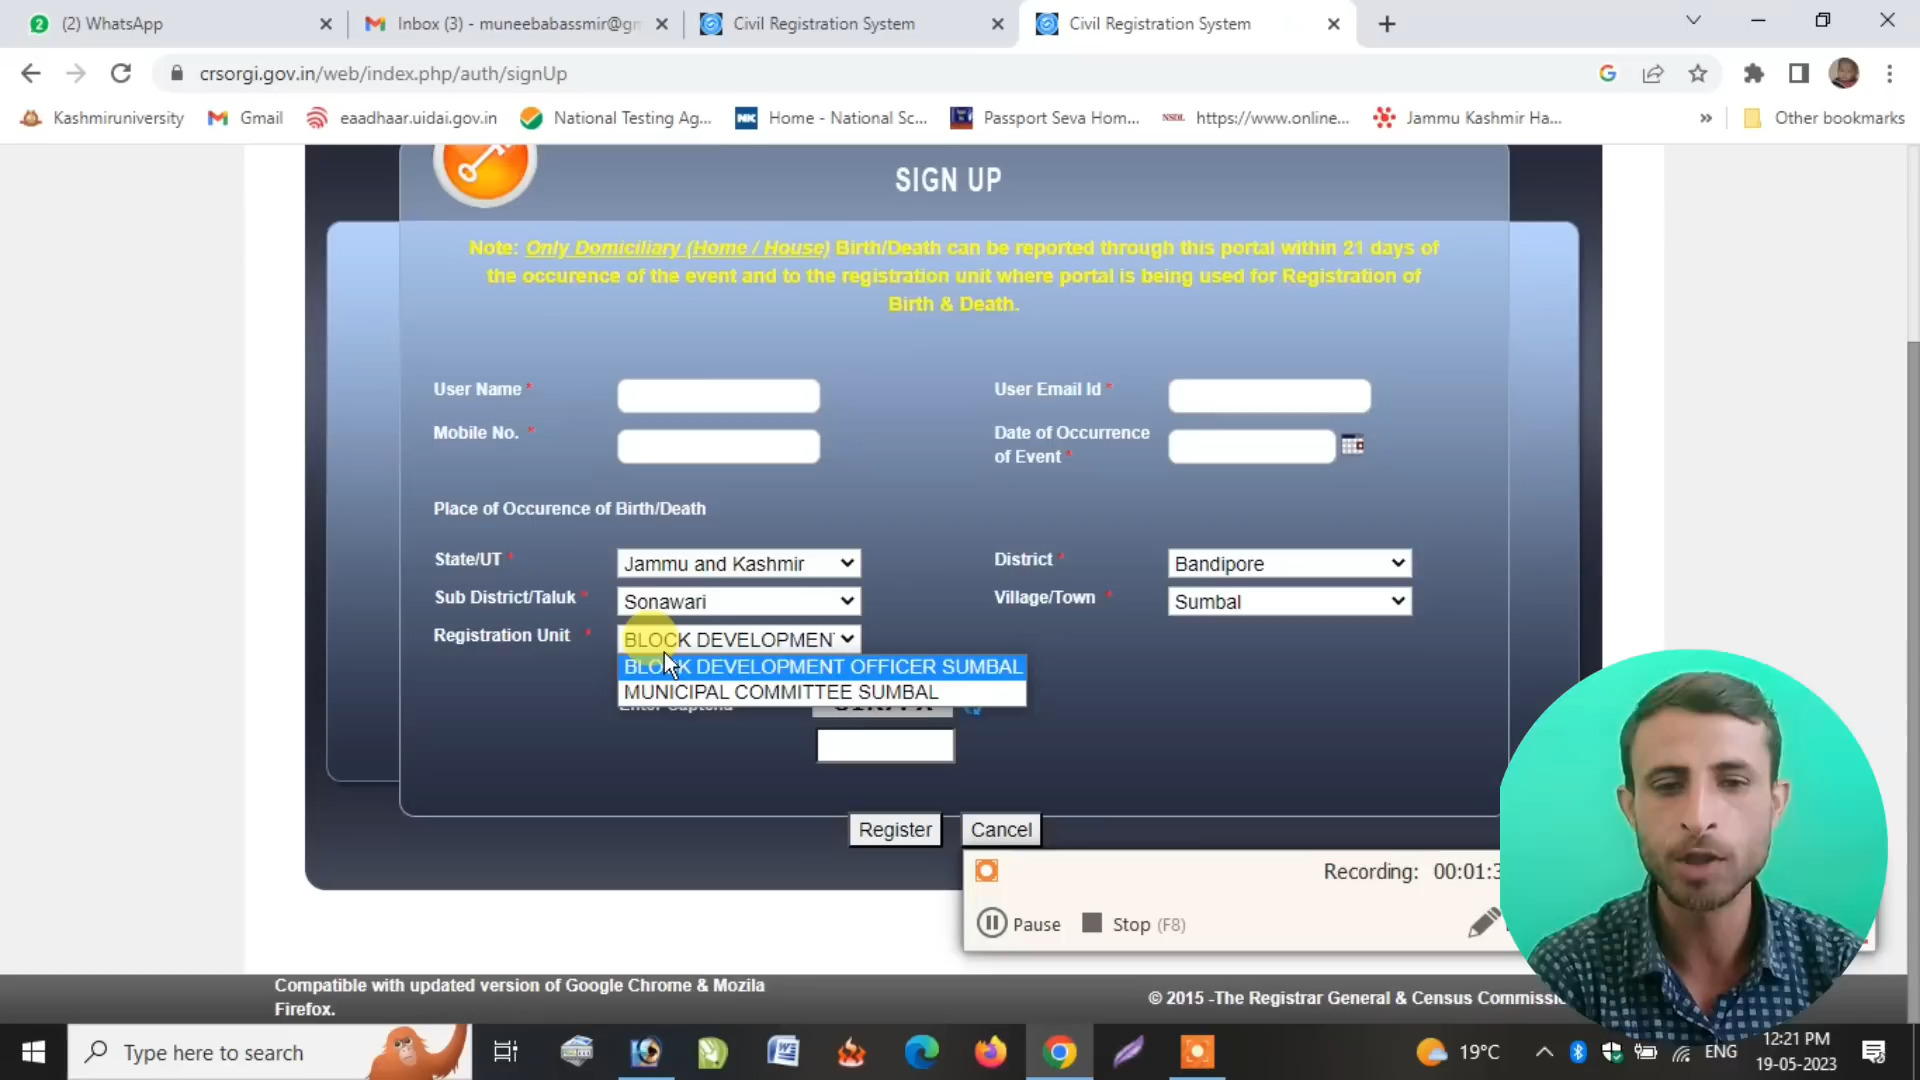 (2) WhatsApp
Inbox (3) - muneebabassmir@gm
Civil Registration System
Civil Registration System
crsorgi.gov.in/web/index.php/auth/signUp
Kashmiruniversity
Gmail
eaadhaar.uidai.gov.in
National Testing Ag...
NK
Home - National Sc...
Passport Seva Hom...
NSDL
https://www.online...
Jammu Kashmir Ha...
»
Other bookmarks
SIGN UP
Note: Only Domiciliary (Home / House) Birth/Death can be reported through this portal within 21 days of
the occurence of the event and to the registration unit where portal is being used for Registration of
Birth & Death.
User Name *
User Email Id *
Mobile No. *
Date of Occurrence
of Event *
Place of Occurence of Birth/Death
State/UT *
Jammu and Kashmir
District *
Bandipore
Sub District/Taluk *
Sonawari
Village/Town *
Sumbal
Registration Unit *
BLOCK DEVELOPMENT
BLOCK DEVELOPMENT OFFICER SUMBAL
MUNICIPAL COMMITTEE SUMBAL
Enter Captcha
Register
Cancel
Recording: 00:01:3
Pause
Stop (F8)
Compatible with updated version of Google Chrome & Mozila
Firefox.
© 2015 -The Registrar General & Census Commissio
Type here to search
19°C
ENG
12:21 PM
19-05-2023